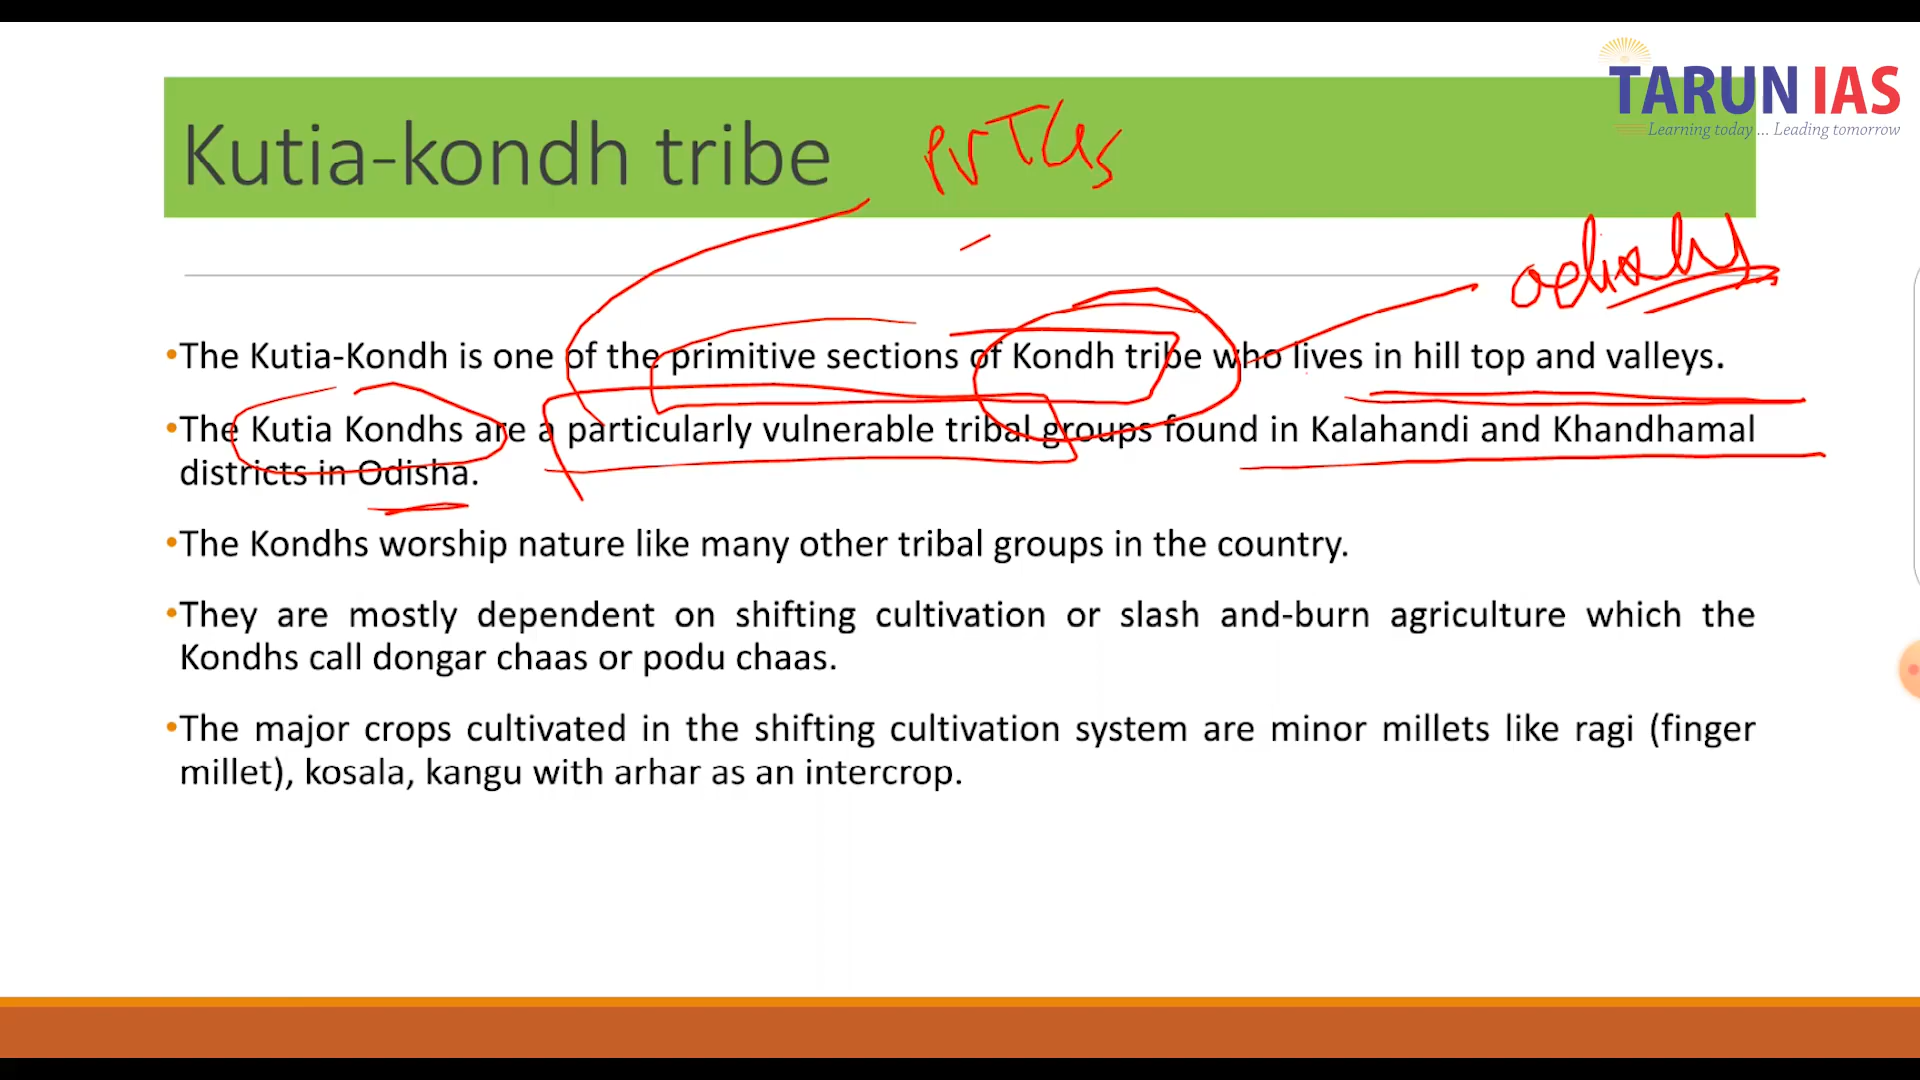 TARUN IAS
Learning today ... Leading tomorrow
Kutia-kondh tribe
PVTGs
odisha
•The Kutia-Kondh is one of the primitive sections of Kondh tribe who lives in hill top and valleys.
•The Kutia Kondhs are a particularly vulnerable tribal groups found in Kalahandi and Khandhamal
districts in Odisha.
•The Kondhs worship nature like many other tribal groups in the country.
•They are mostly dependent on shifting cultivation or slash and-burn agriculture which the
Kondhs call dongar chaas or podu chaas.
•The major crops cultivated in the shifting cultivation system are minor millets like ragi (finger
millet), kosala, kangu with arhar as an intercrop.